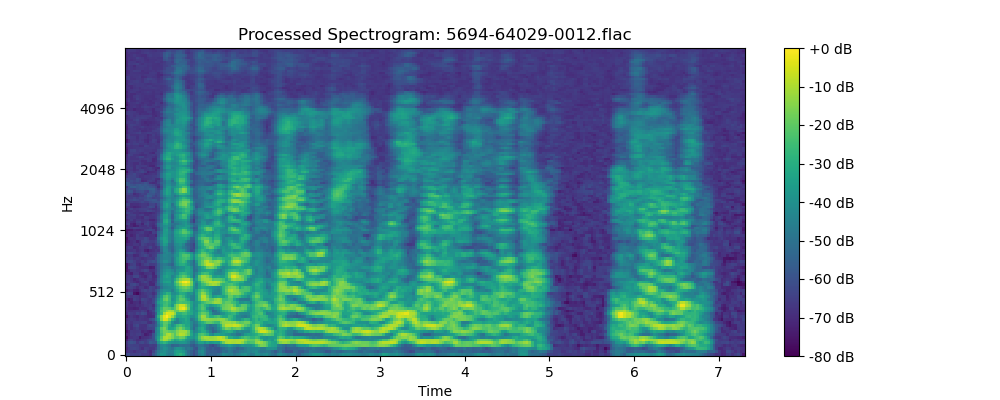 Processed Spectrogram: 5694-64029-0012.flac
Hz
4096
2048
1024
512
0
0 1 2 3 4 5 6 7
Time
+0 dB
-10 dB
-20 dB
-30 dB
-40 dB
-50 dB
-60 dB
-70 dB
-80 dB